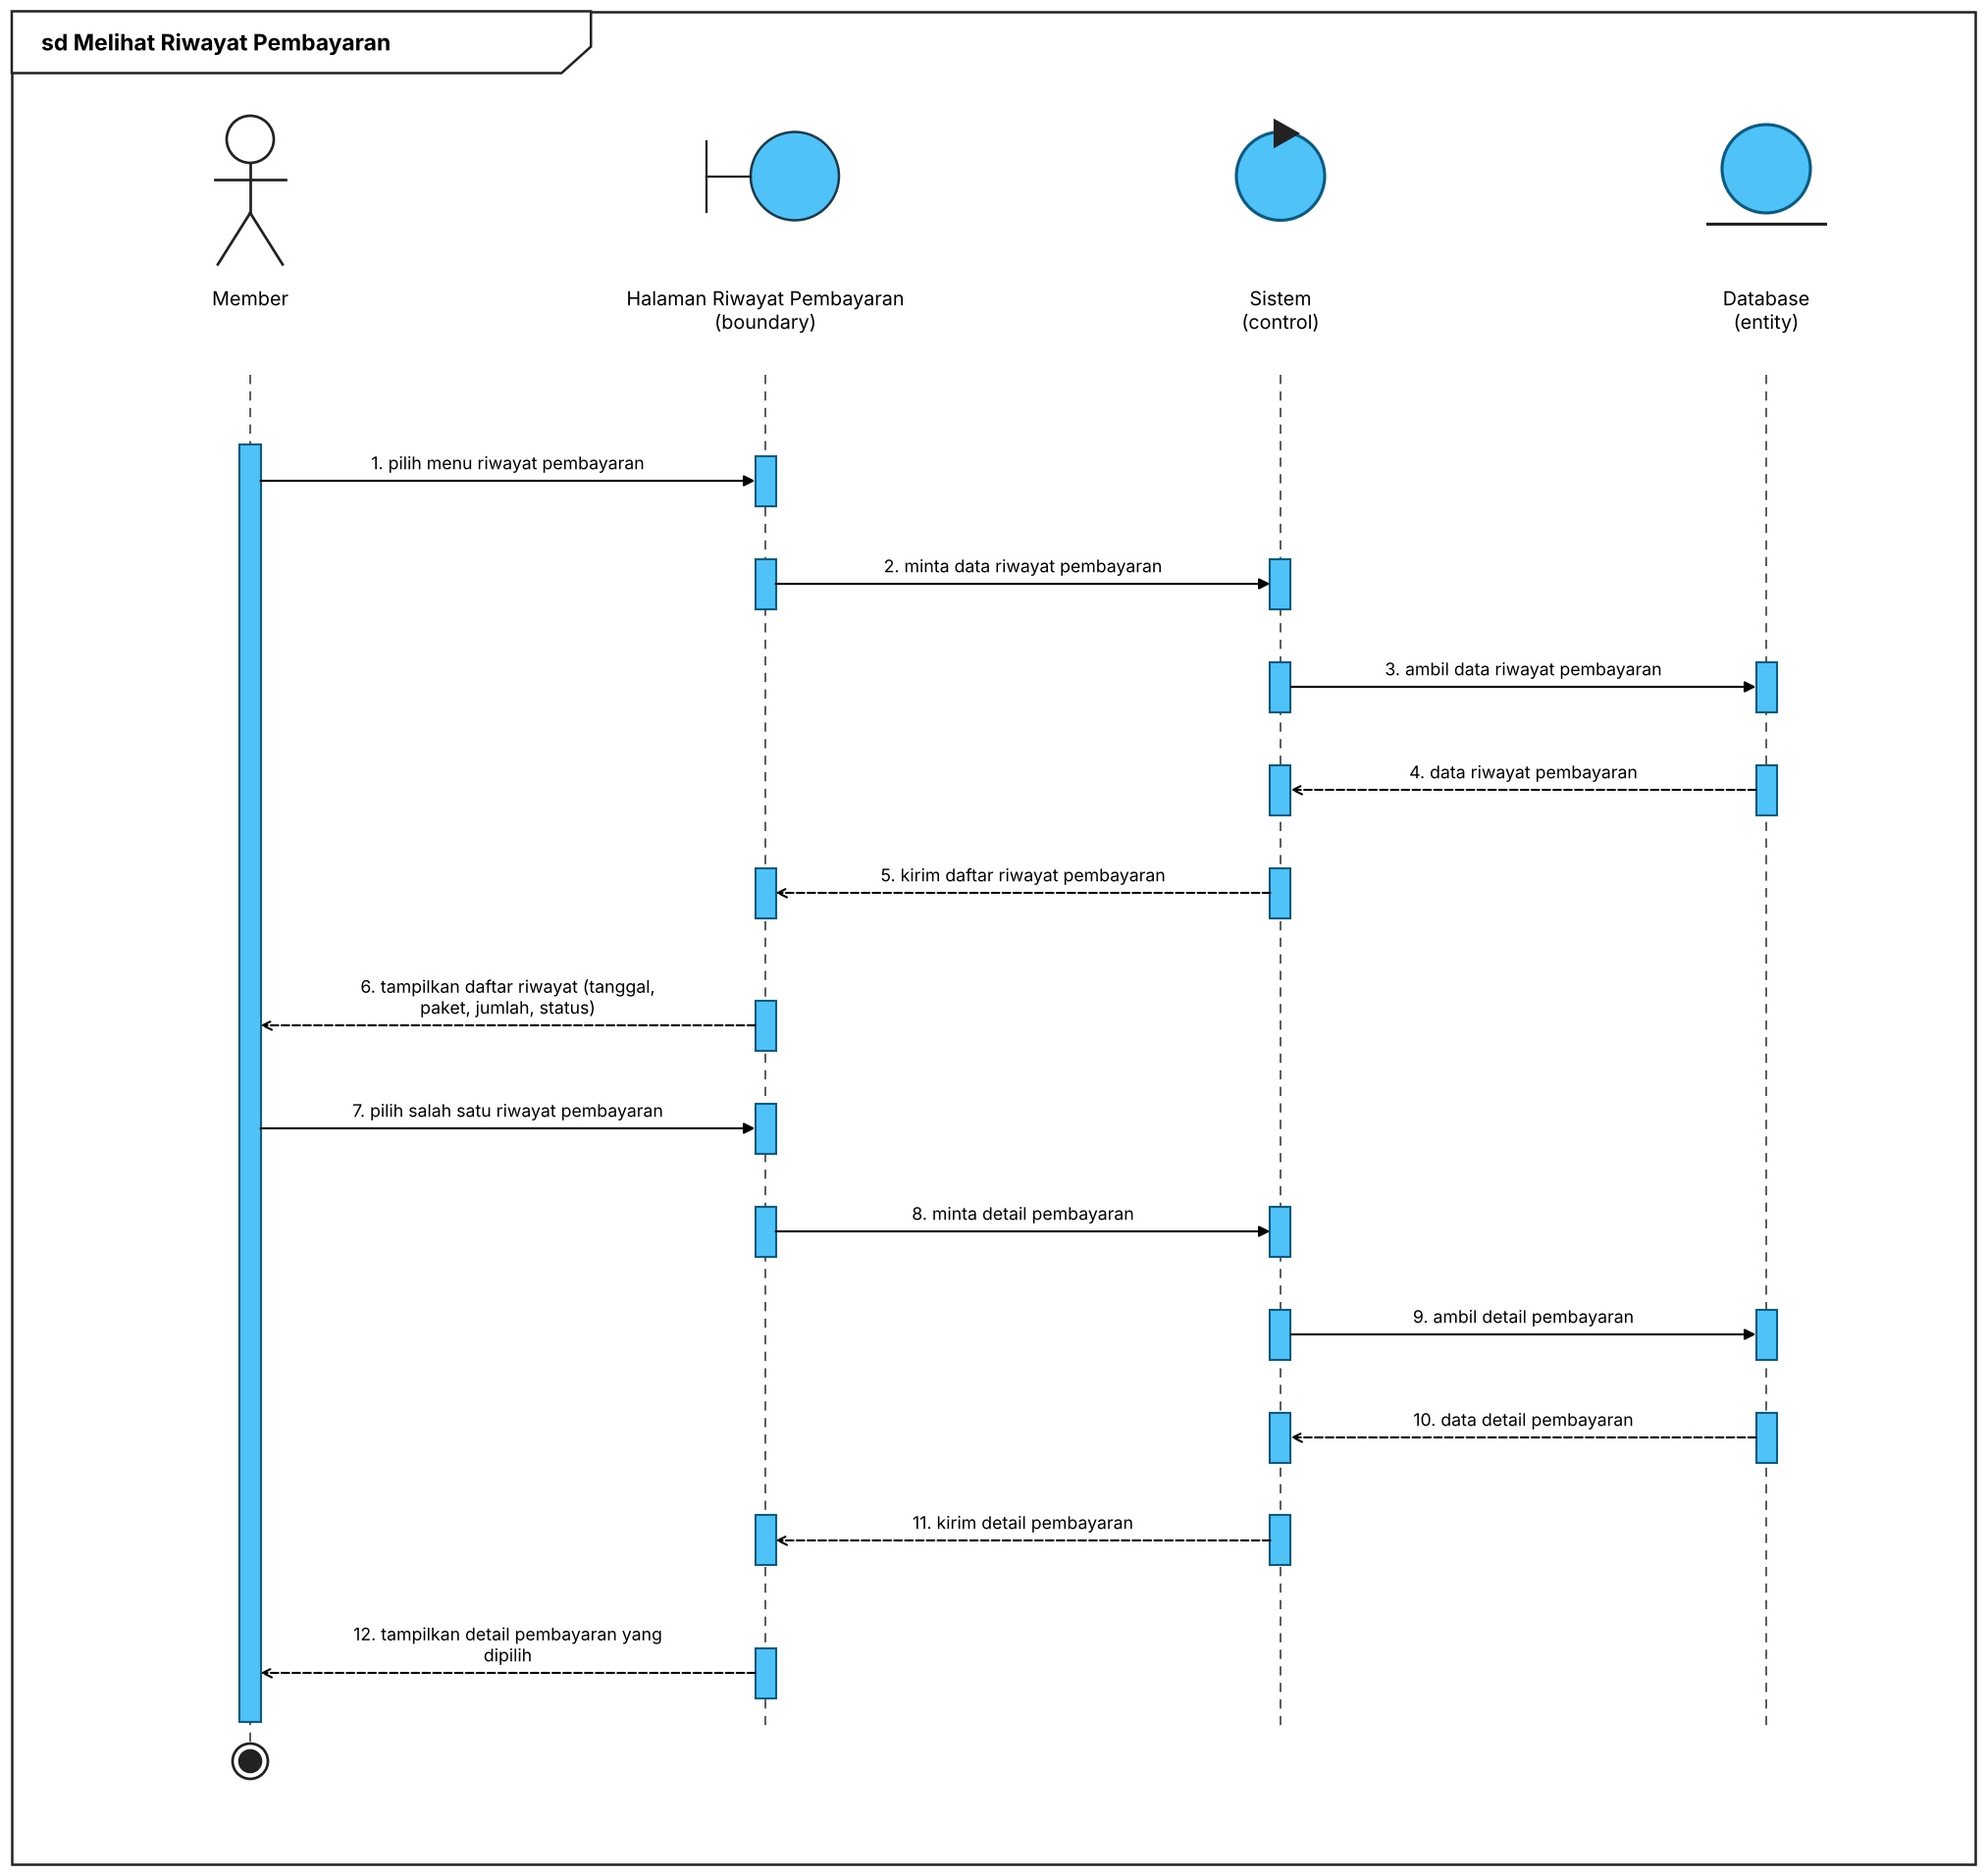 sd Melihat Riwayat Pembayaran
Member
Halaman Riwayat Pembayaran
(boundary)
Sistem
(control)
Database
(entity)
1. pilih menu riwayat pembayaran
2. minta data riwayat pembayaran
3. ambil data riwayat pembayaran
4. data riwayat pembayaran
5. kirim daftar riwayat pembayaran
6. tampilkan daftar riwayat (tanggal,
paket, jumlah, status)
7. pilih salah satu riwayat pembayaran
8. minta detail pembayaran
9. ambil detail pembayaran
10. data detail pembayaran
11. kirim detail pembayaran
12. tampilkan detail pembayaran yang
dipilih